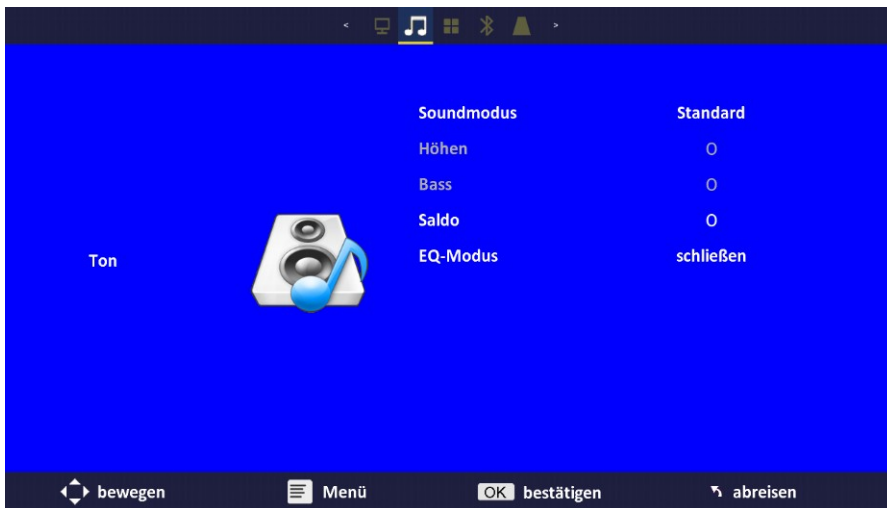 Soundmodus Standard
Höhen 0
Bass 0
Saldo 0
Ton
EQ-Modus schließen
bewegen Menü OK bestätigen abreisen